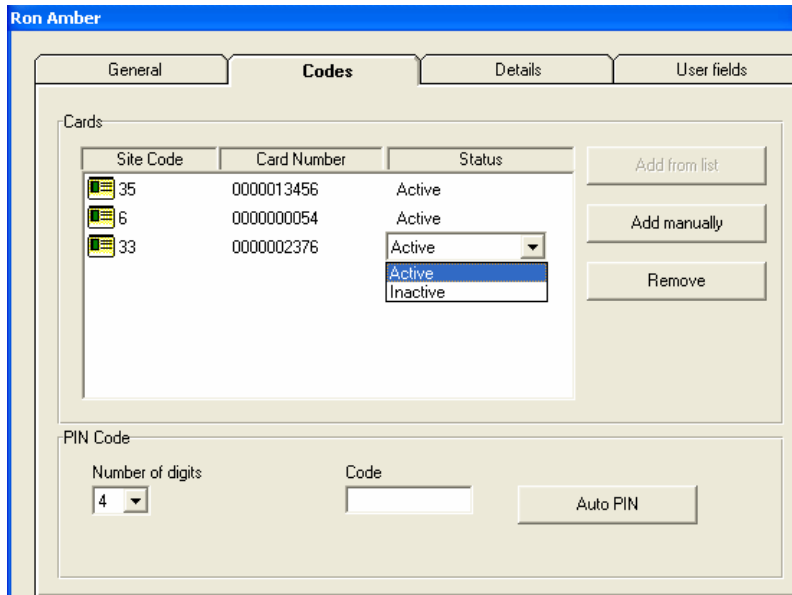 Ron Amber
General Codes Details User fields
Cards
Site Code Card Number Status
Add from list
35 0000013456 Active
6 0000000054 Active
Add manually
33 0000002376 Active
Active
Inactive
Remove
PIN Code
Number of digits Code
4
Auto PIN